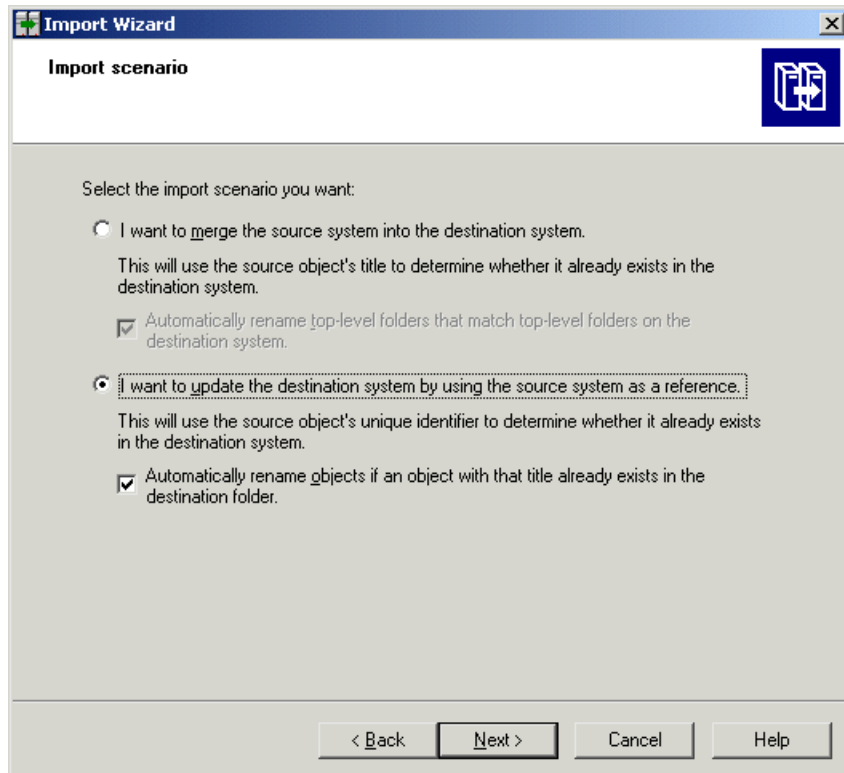 Import Wizard
Import scenario
Select the import scenario you want:
I want to merge the source system into the destination system.
This will use the source object's title to determine whether it already exists in the
destination system.
Automatically rename top-level folders that match top-level folders on the
destination system.
I want to update the destination system by using the source system as a reference.
This will use the source object's unique identifier to determine whether it already exists
in the destination system.
Automatically rename objects if an object with that title already exists in the
destination folder.
< Back
Next >
Cancel
Help